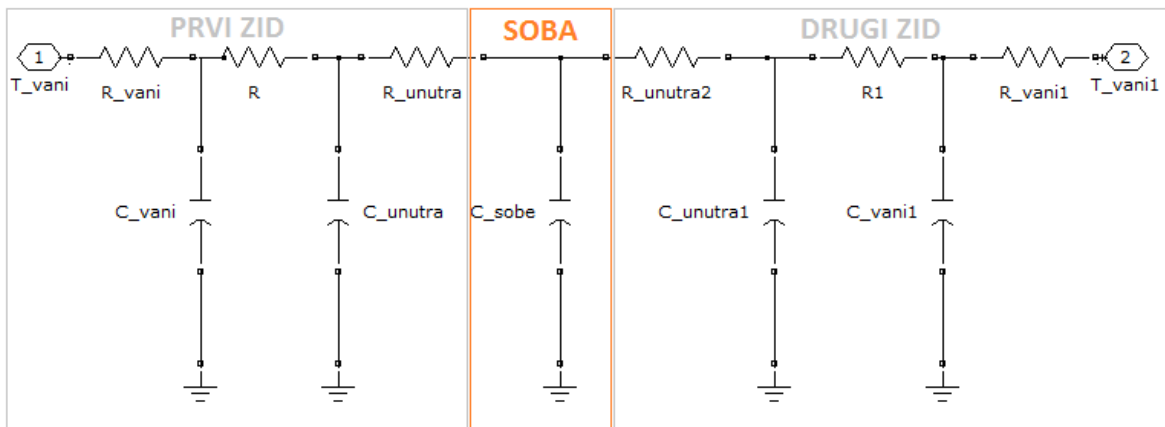 PRVI ZID
SOBA
DRUGI ZID
1
2
T_vani
R_vani
R
R_unutra
R_unutra2
R1
R_vani1
T_vani1
C_vani
C_unutra
C_sobe
C_unutra1
C_vani1